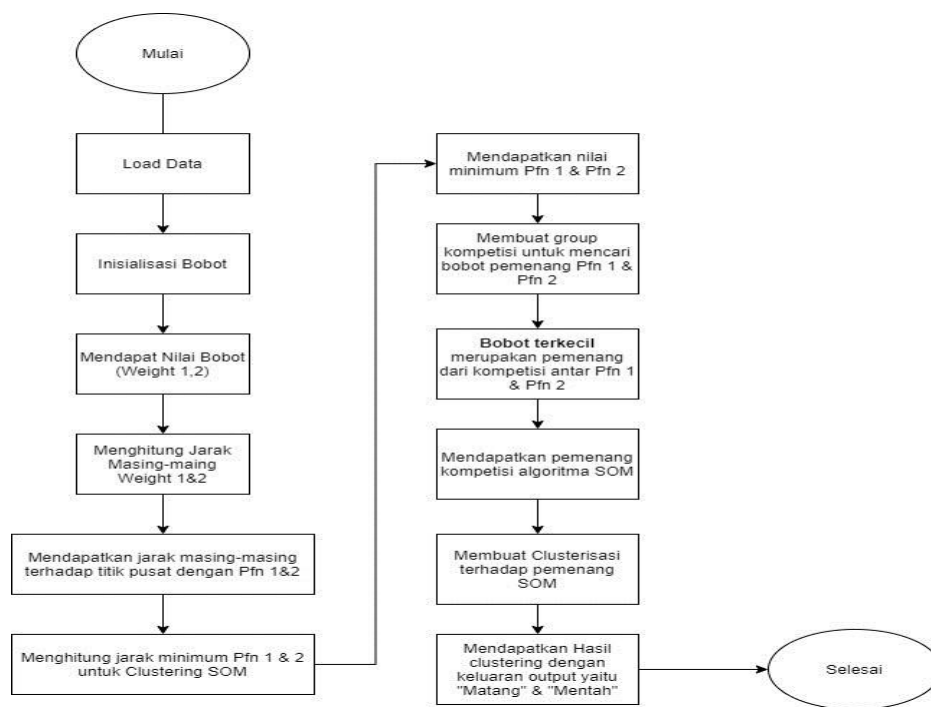 Mulai
Load Data
Inisialisasi Bobot
Mendapat Nilai Bobot
(Weight 1,2)
Menghitung Jarak
Masing-maing
Weight 1&2
Mendapatkan jarak masing-masing
terhadap titik pusat dengan Pfn 1&2
Menghitung jarak minimum Pfn 1 & 2
untuk Clustering SOM
Mendapatkan nilai
minimum Pfn 1 & Pfn 2
Membuat group
kompetisi untuk mencari
bobot pemenang Pfn 1 &
Pfn 2
Bobot terkecil
merupakan pemenang
dari kompetisi antar Pfn 1
& Pfn 2
Mendapatkan pemenang
kompetisi algoritma SOM
Membuat Clusterisasi
terhadap pemenang
SOM
Mendapatkan Hasil
clustering dengan
keluaran output yaitu
"Matang" & "Mentah"
Selesai